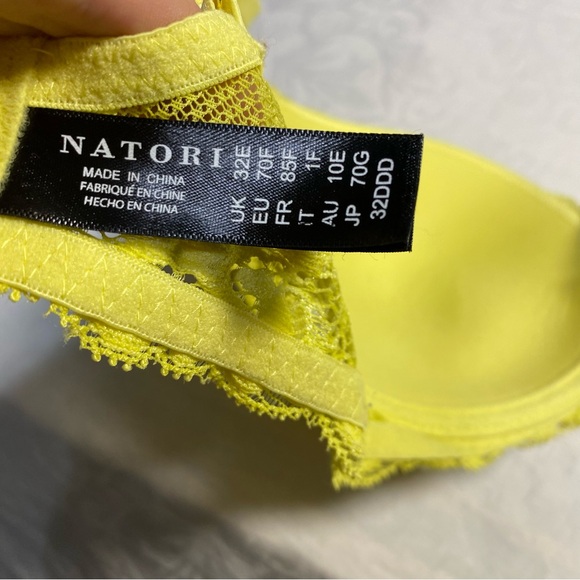 NATORI
MADE IN CHINA
FABRIQUÉ EN CHINE
HECHO EN CHINA
UK 32E
EU 70F
FR 85F
IT 1F
AU 10E
JP 70G
32DDD